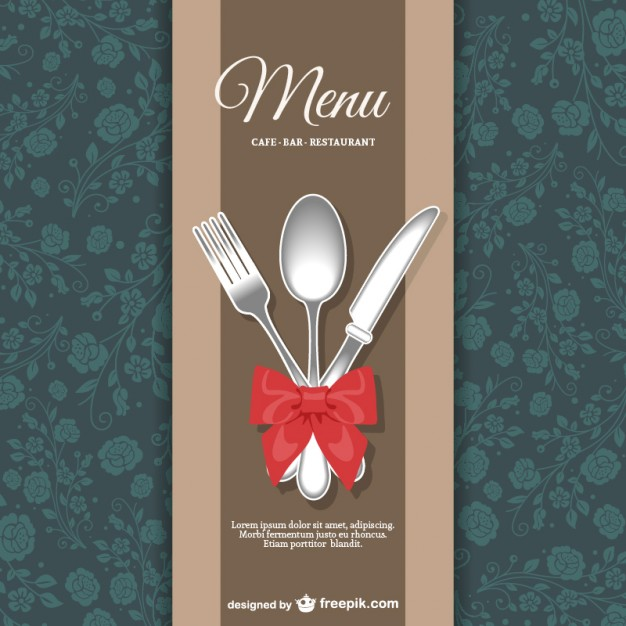 Menu
CAFE - BAR - RESTAURANT
Lorem ipsum dolor sit amet, adipiscing.
Morbi fermentum justo eu rhoncus.
Etiam porttitor blandit.
designed by freepik.com